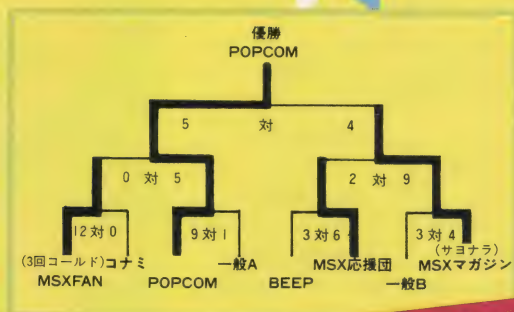 優勝
POPCOM
5 対 4
0 対 5
2 対 9
12対0
9対1
3対6
3対4
(3回コールド)コナミ
一般A
MSX応援団
(サヨナラ)
MSXFAN
POPCOM
BEEP
一般B
MSXマガジン